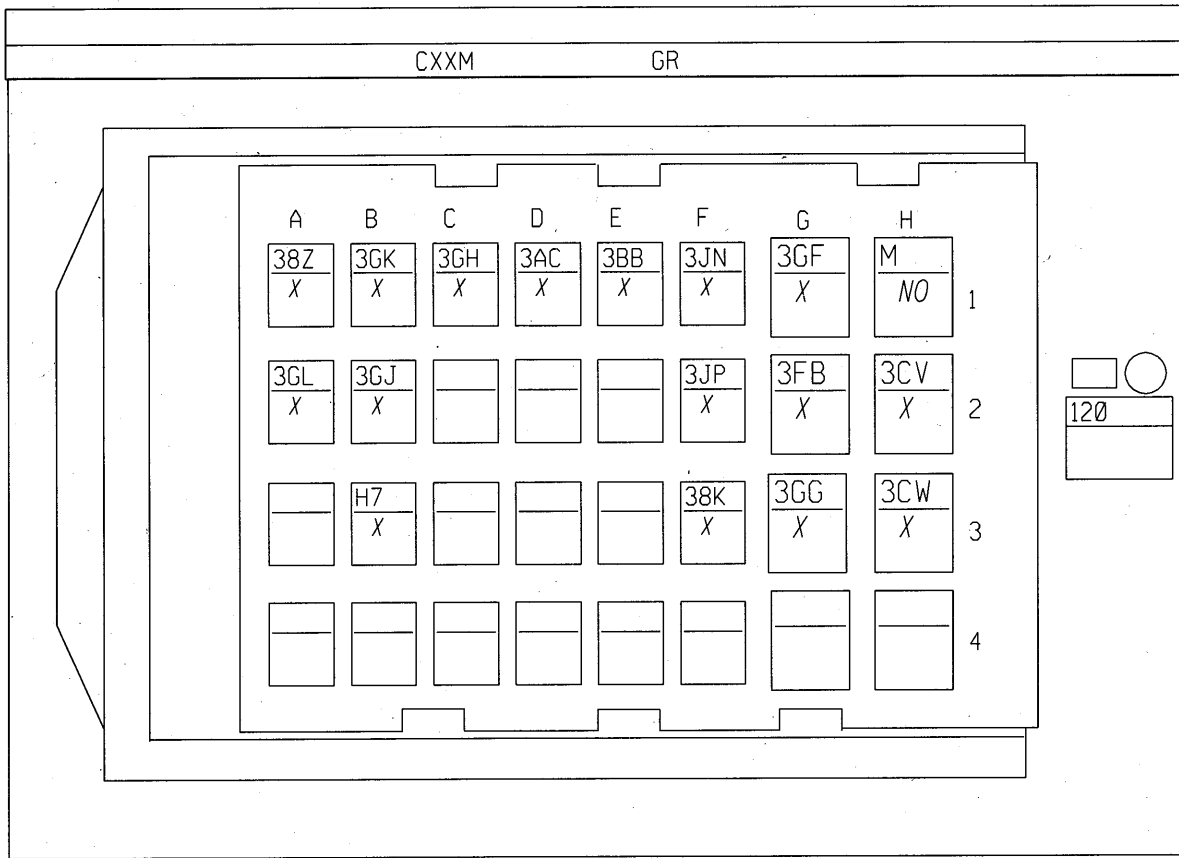 CXXM GR
A B C D E F G H
38Z 3GK 3GH 3AC 3BB 3JN 3GF M
X X X X X X X NO 1
3GL 3GJ 3JP 3FB 3CV
X X X X X 2
120
H7 38K 3GG 3CW
X X X X 3
4